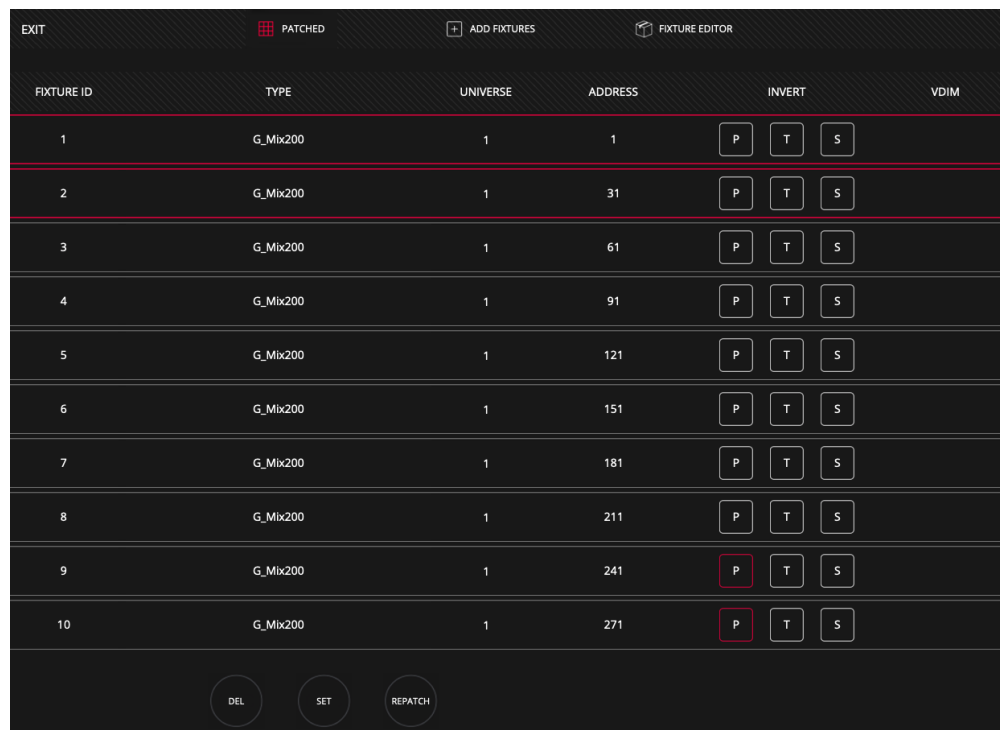 EXIT PATCHED ADD FIXTURES FIXTURE EDITOR
FIXTURE ID TYPE UNIVERSE ADDRESS INVERT VDIM
1 G_Mix200 1 1 P T S
2 G_Mix200 1 31 P T S
3 G_Mix200 1 61 P T S
4 G_Mix200 1 91 P T S
5 G_Mix200 1 121 P T S
6 G_Mix200 1 151 P T S
7 G_Mix200 1 181 P T S
8 G_Mix200 1 211 P T S
9 G_Mix200 1 241 P T S
10 G_Mix200 1 271 P T S
DEL SET REPATCH